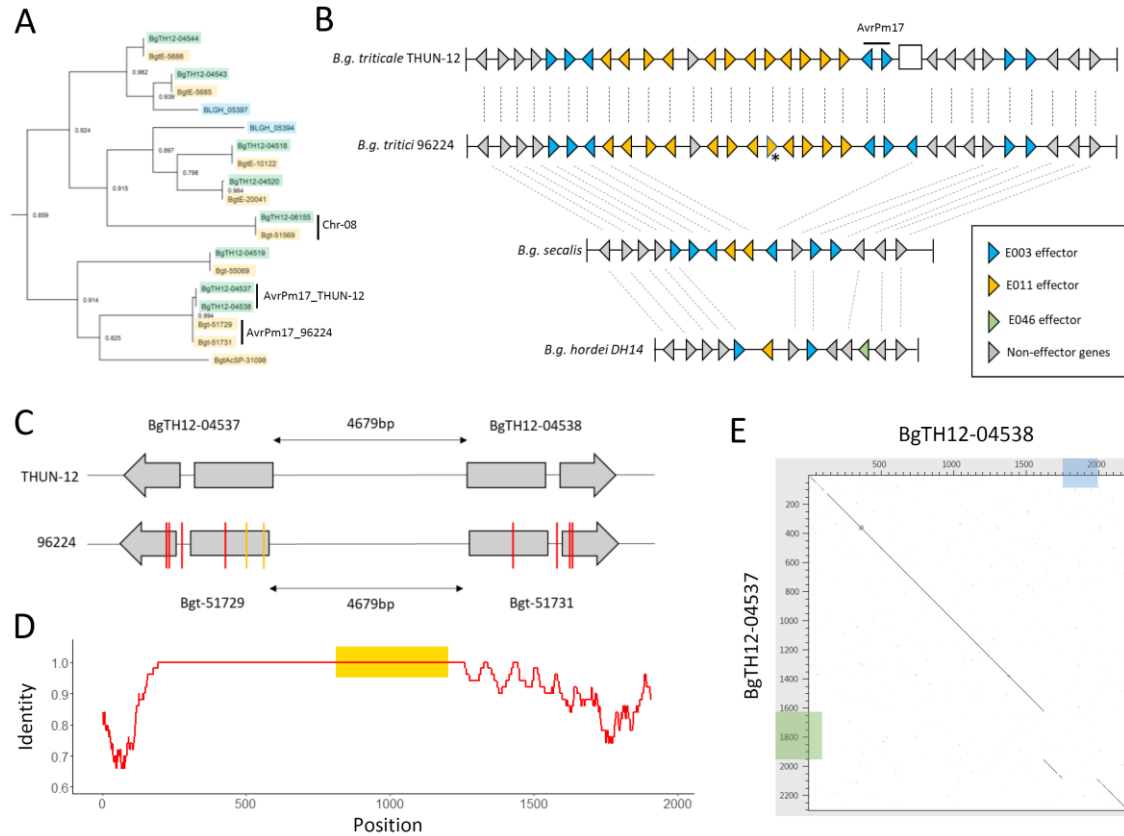 A
BgTH12-04544
BgtE-5686
0.982
BgTH12-04543
0.939
BgtE-5685
BLGH_05397
0.924
BLGH_05394
0.897
BgTH12-04518
BgtE-10122
0.798
BgTH12-04520
0.984
BgtE-20041
0.915
0.859
BgTH12-06155
Bgt-51569
Chr-08
BgTH12-04519
Bgt-55069
0.914
BgTH12-04537
BgTH12-04538
AvrPm17_THUN-12
0.994
Bgt-51729
Bgt-51731
AvrPm17_96224
0.825
BgtAcSP-31098
B
AvrPm17
B.g. triticale THUN-12
B.g. tritici 96224
*
B.g. secalis
B.g. hordei DH14
E003 effector
E011 effector
E046 effector
Non-effector genes
C
BgTH12-04537 4679bp BgTH12-04538
THUN-12
96224
Bgt-51729 4679bp Bgt-51731
D
Identity
1.0
0.9
0.8
0.7
0.6
0 500 1000 1500 2000
Position
E
BgTH12-04538
500 1000 1500 2000
BgTH12-04537
200
400
600
800
1000
1200
1400
1600
1800
2000
2200